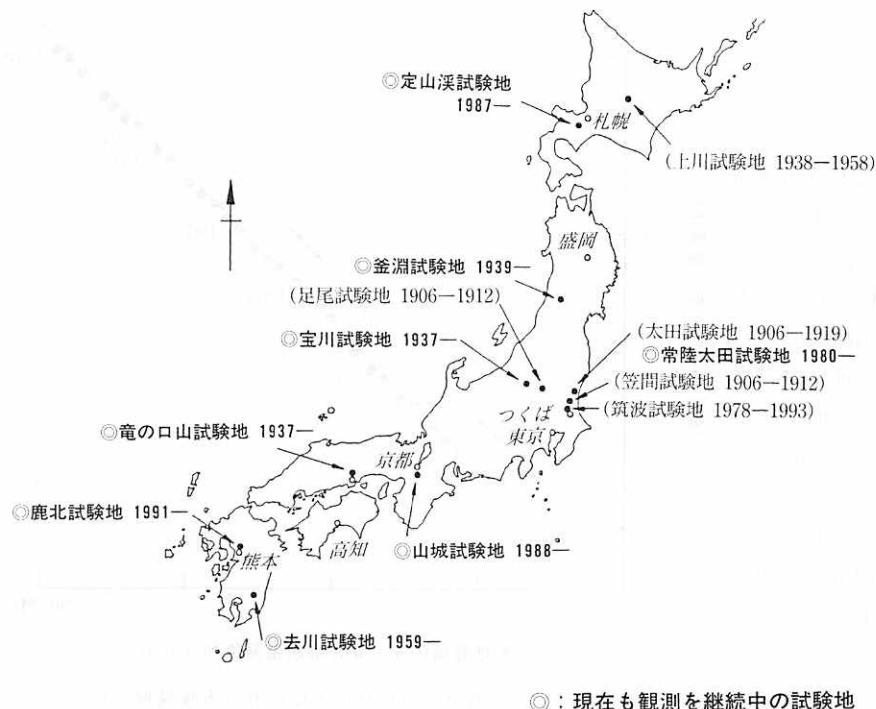 ◎定山渓試験地
1987—
札幌
(上川試験地 1938—1958)
盛岡
◎釜淵試験地 1939—
(足尾試験地 1906—1912)
◎宝川試験地 1937—
(太田試験地 1906—1919)
◎常陸太田試験地 1980—
(笠間試験地 1906—1912)
(筑波試験地 1978—1993)
つくば
東京
◎竜の口山試験地 1937—
京都
◎鹿北試験地 1991—
熊本
高知
◎山城試験地 1988—
◎去川試験地 1959—
◎：現在も観測を継続中の試験地